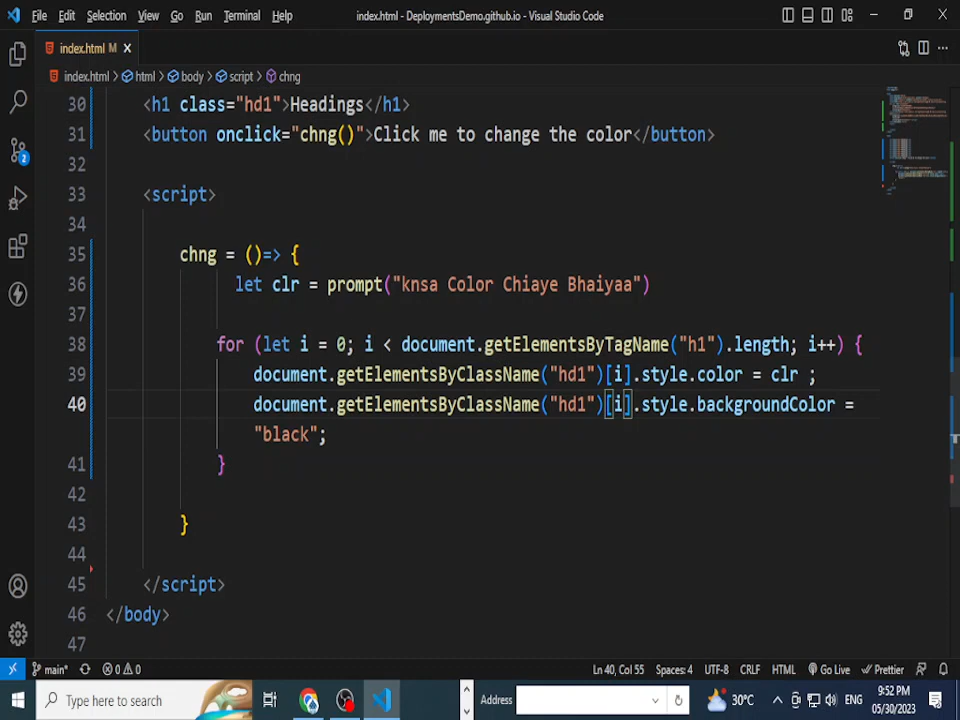 File Edit Selection View Go Run Terminal Help index.html - DeploymentsDemo.github.io - Visual Studio Code
index.html M
index.html > html > body > script > chng
30 <h1 class="hd1">Headings</h1>
31 <button onclick="chng()">Click me to change the color</button>
32
33 <script>
34
35 chng = ()=> {
36 let clr = prompt("knsa Color Chiaye Bhaiyaa")
37
38 for (let i = 0; i < document.getElementsByTagName("h1").length; i++) {
39 document.getElementsByClassName("hd1")[i].style.color = clr ;
40 document.getElementsByClassName("hd1")[i].style.backgroundColor =
"black";
41 }
42
43 }
44
45 </script>
46 </body>
47
2
main* 0 0 Ln 40, Col 55 Spaces: 4 UTF-8 CRLF HTML Go Live Prettier
Type here to search Address 30°C ENG 9:52 PM
05/30/2023